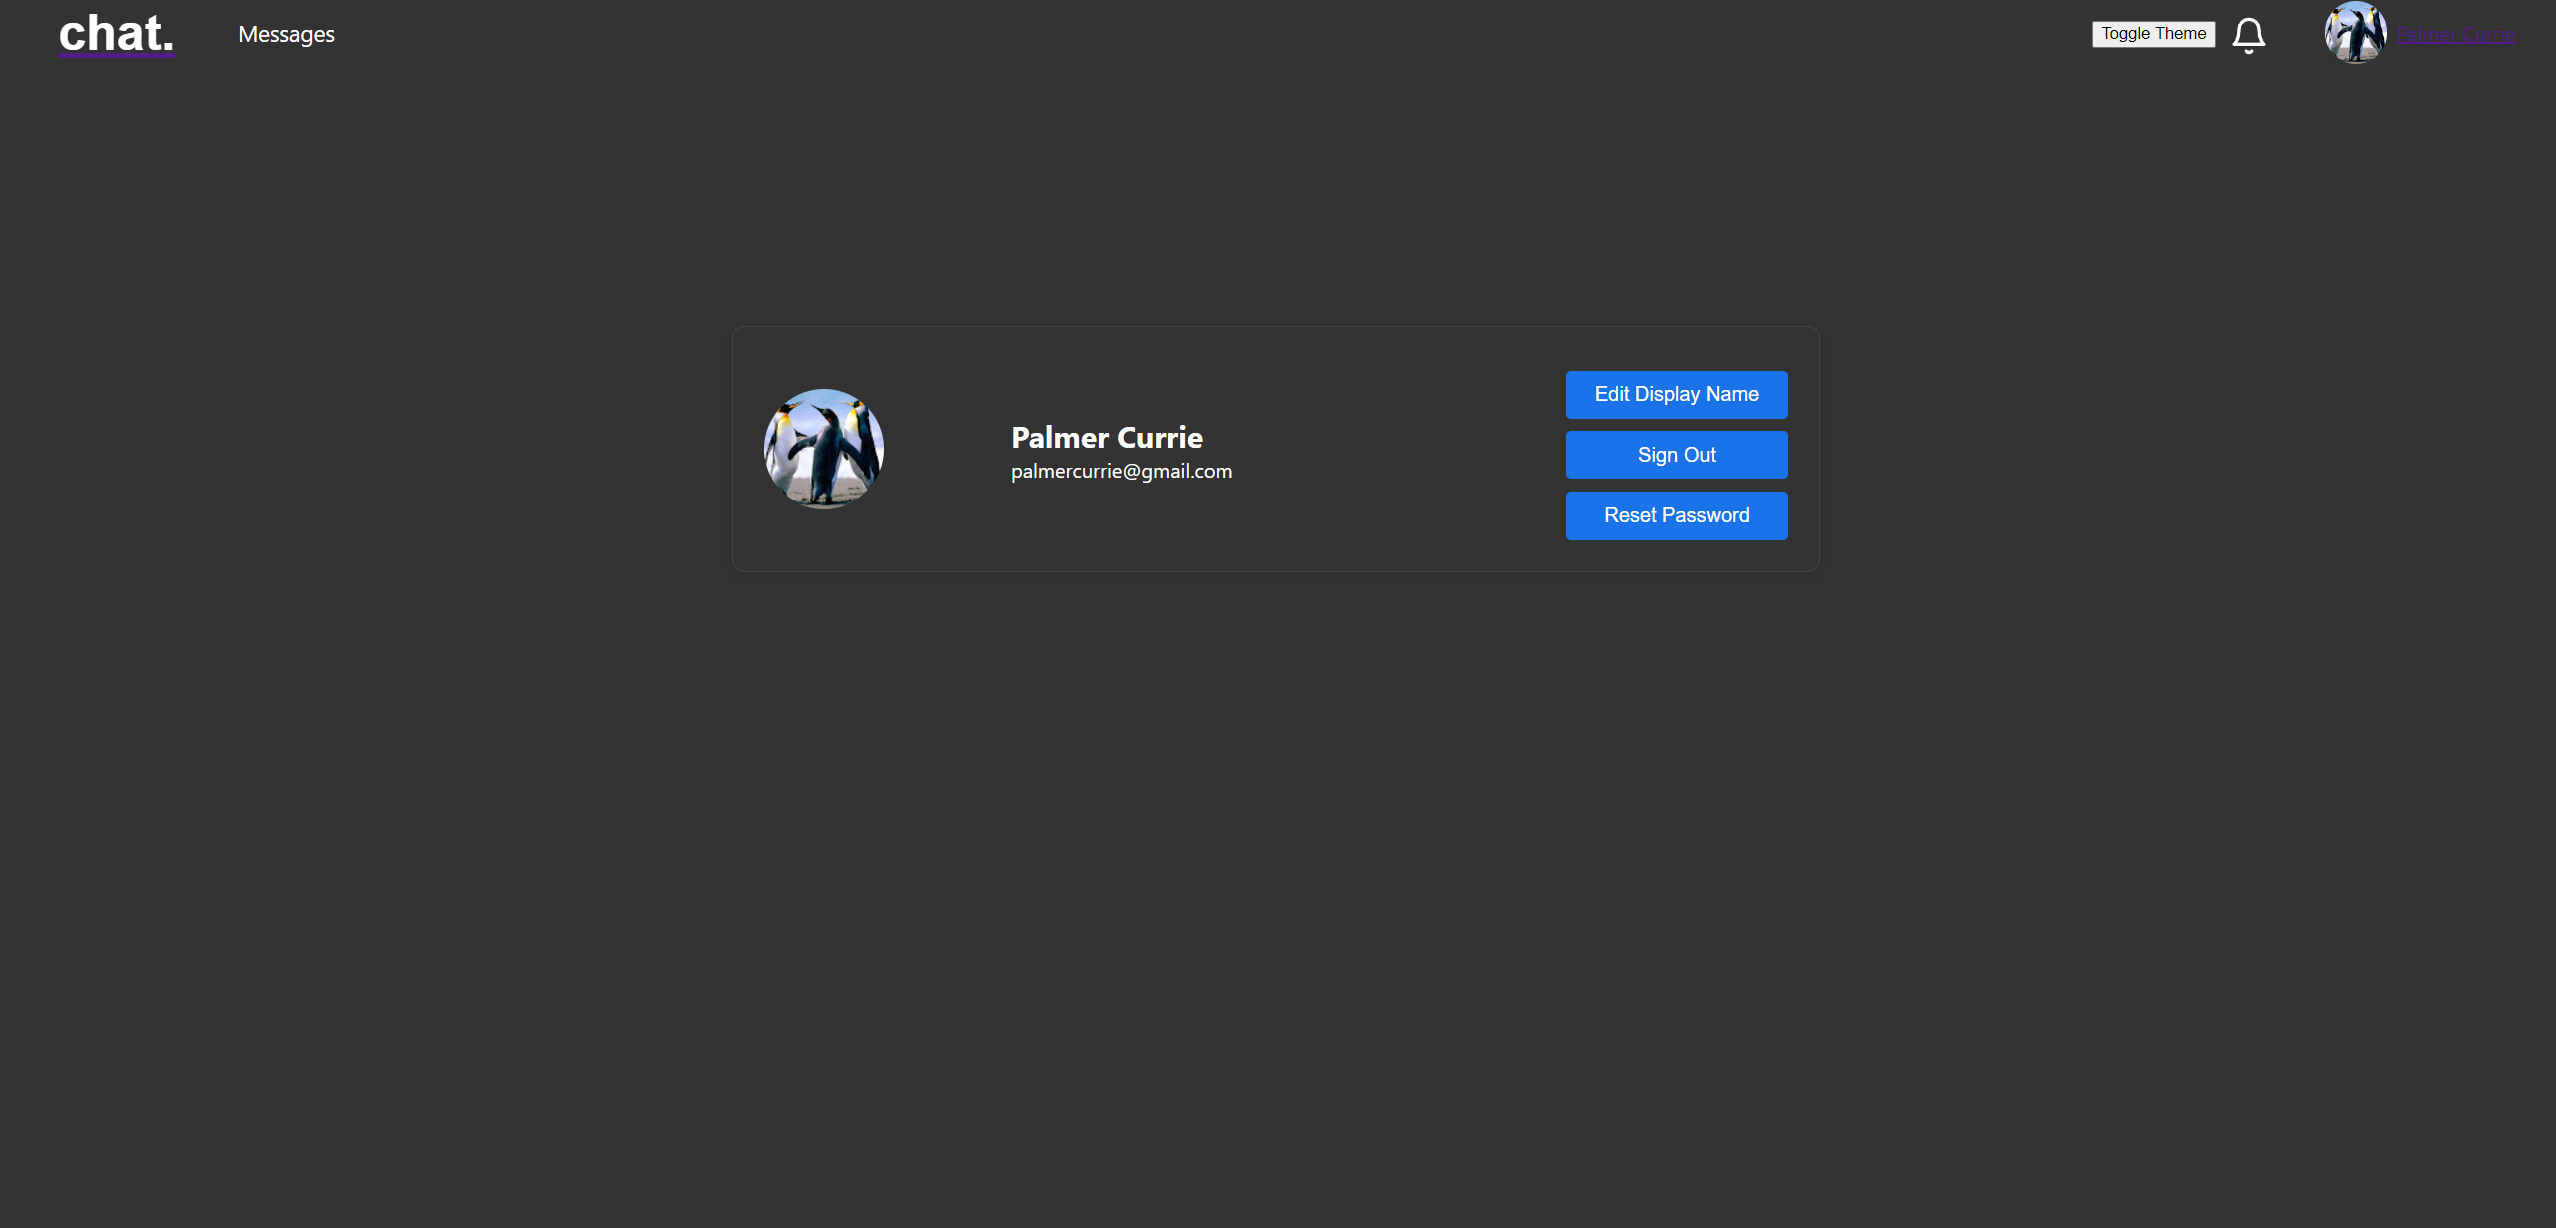 chat.
Messages
Toggle Theme
Palmer Currie
Palmer Currie
palmercurrie@gmail.com
Edit Display Name
Sign Out
Reset Password